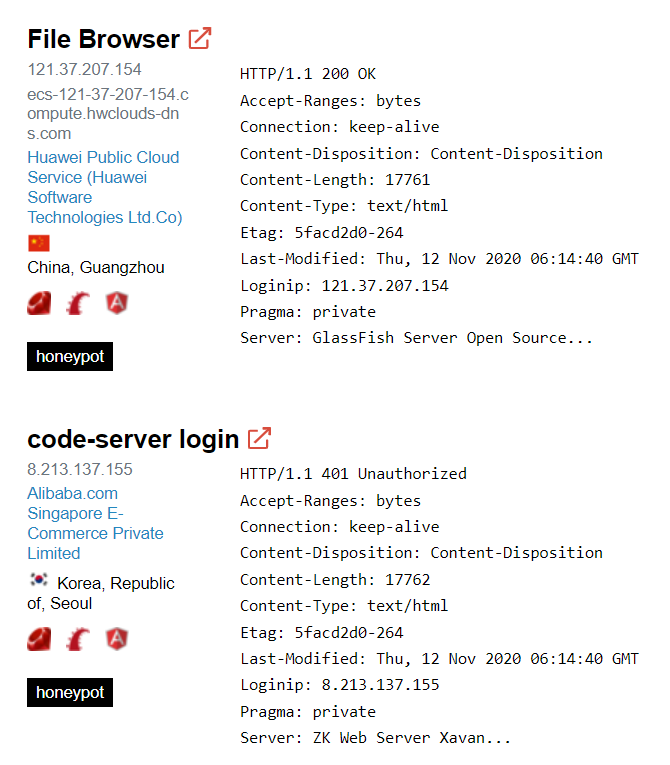 File Browser
121.37.207.154
ecs-121-37-207-154.c
ompute.hwclouds-dn
s.com
Huawei Public Cloud
Service (Huawei
Software
Technologies Ltd.Co)
China, Guangzhou
honeypot
HTTP/1.1 200 OK
Accept-Ranges: bytes
Connection: keep-alive
Content-Disposition: Content-Disposition
Content-Length: 17761
Content-Type: text/html
Etag: 5facd2d0-264
Last-Modified: Thu, 12 Nov 2020 06:14:40 GMT
Loginip: 121.37.207.154
Pragma: private
Server: GlassFish Server Open Source...
code-server login
8.213.137.155
Alibaba.com
Singapore E-
Commerce Private
Limited
Korea, Republic
of, Seoul
honeypot
HTTP/1.1 401 Unauthorized
Accept-Ranges: bytes
Connection: keep-alive
Content-Disposition: Content-Disposition
Content-Length: 17762
Content-Type: text/html
Etag: 5facd2d0-264
Last-Modified: Thu, 12 Nov 2020 06:14:40 GMT
Loginip: 8.213.137.155
Pragma: private
Server: ZK Web Server Xavan...